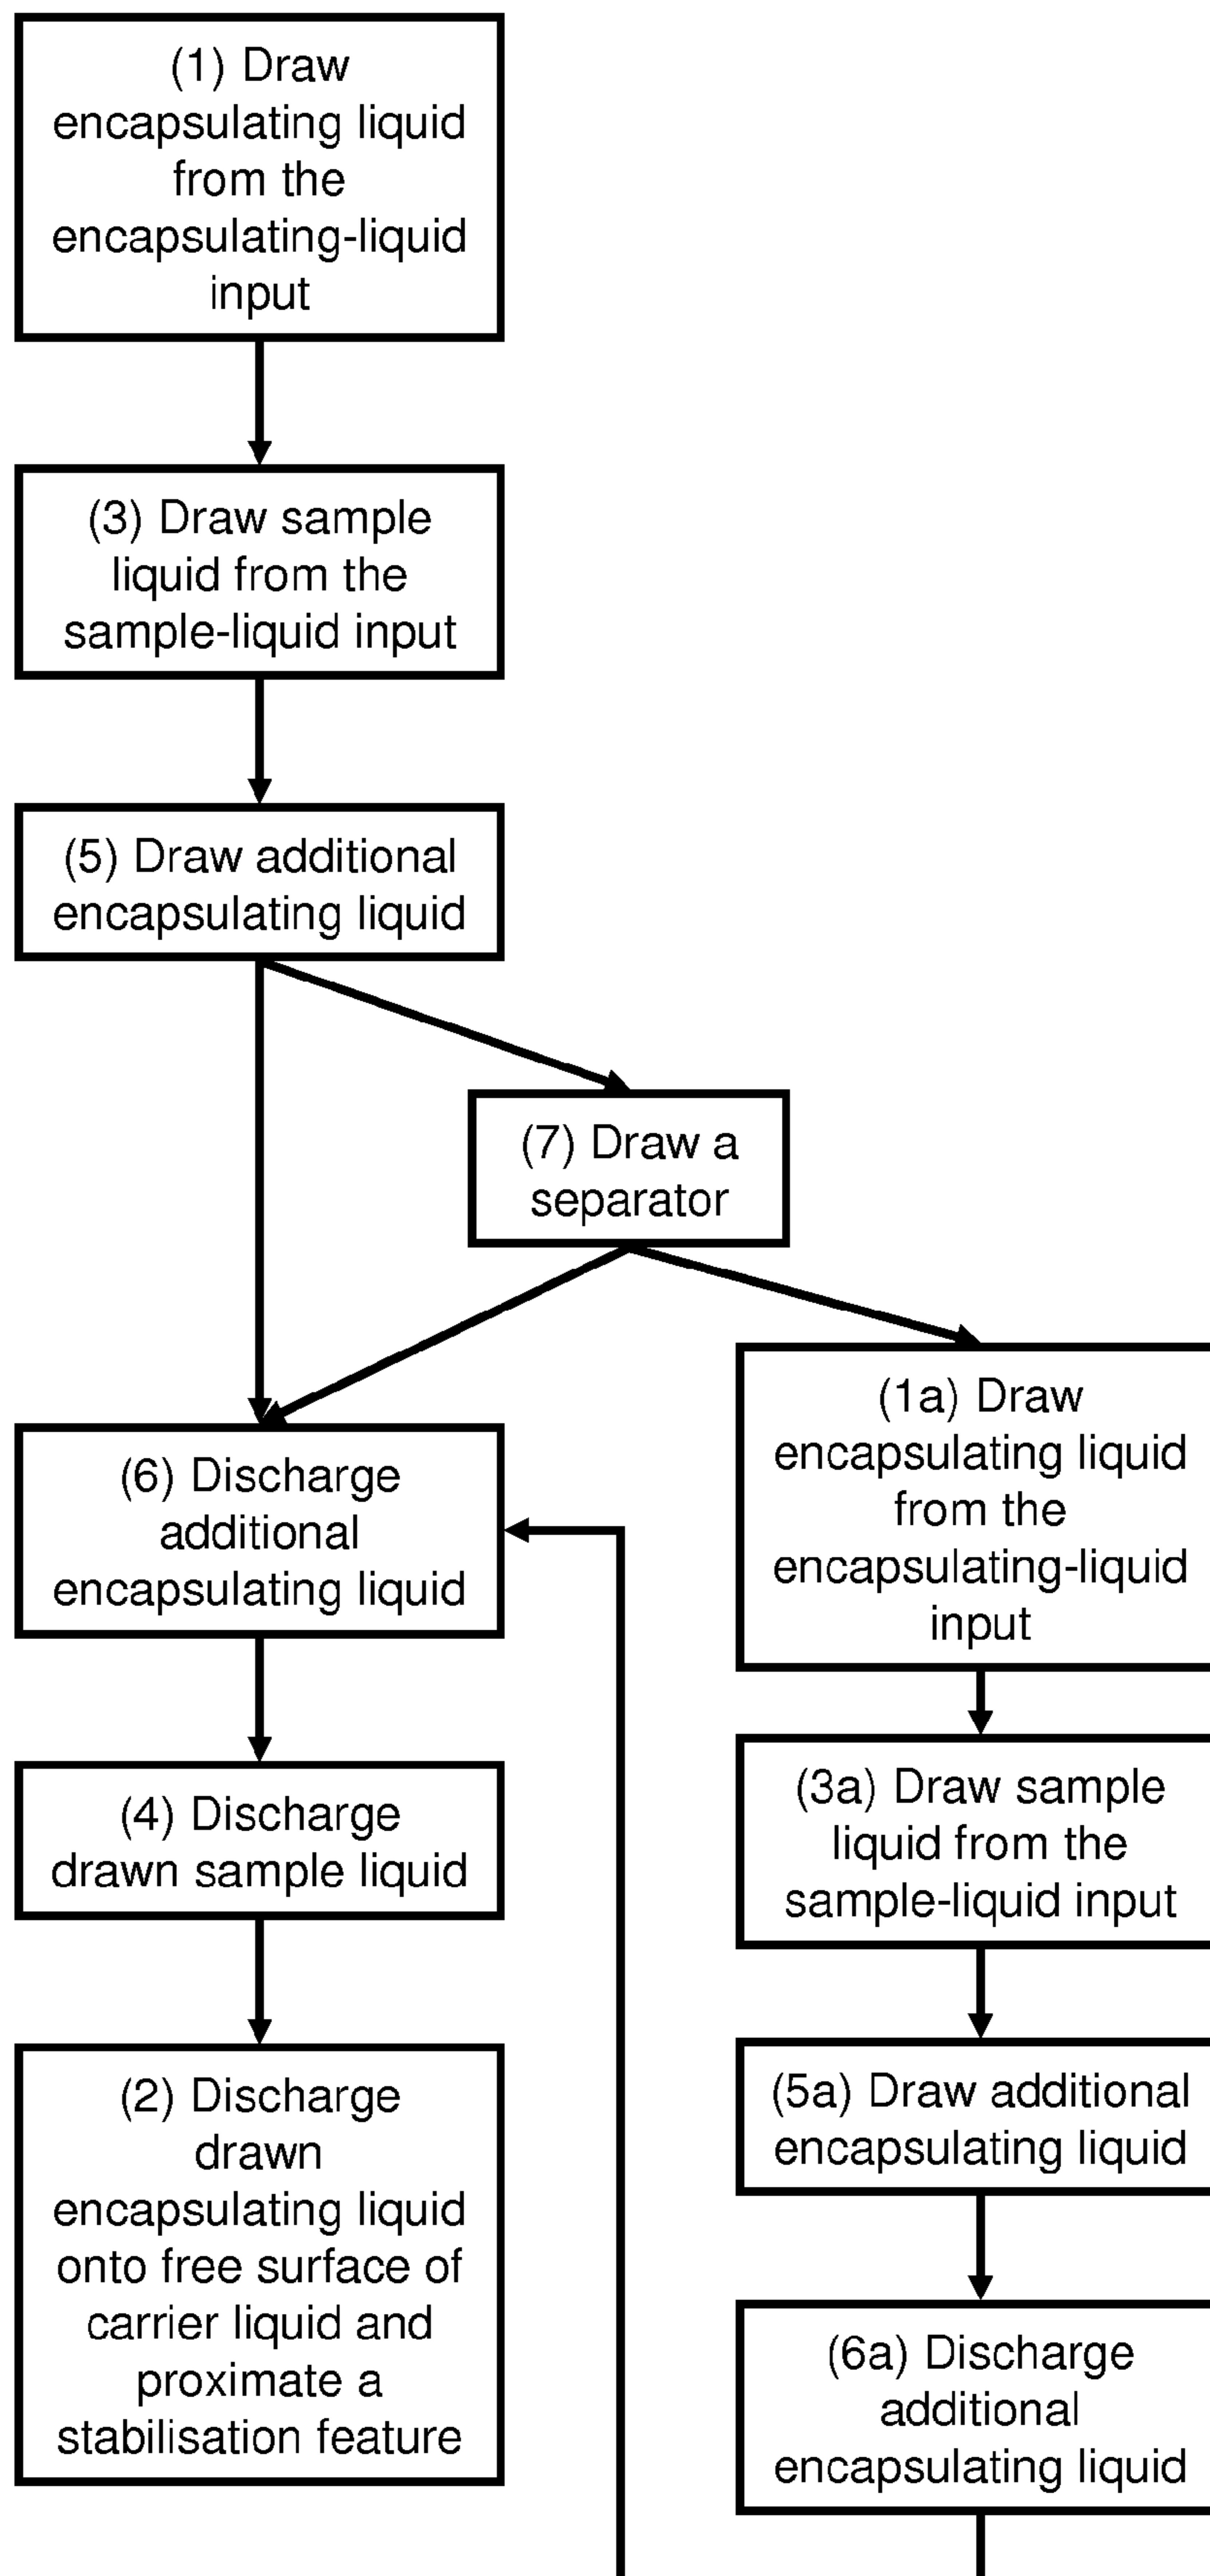 (1) Draw
encapsulating liquid
from the
encapsulating-liquid
input
(3) Draw sample
liquid from the
sample-liquid input
(5) Draw additional
encapsulating liquid
(7) Draw a
separator
(6) Discharge
additional
encapsulating liquid
(4) Discharge
drawn sample liquid
(2) Discharge
drawn
encapsulating liquid
onto free surface of
carrier liquid and
proximate a
stabilisation feature
(1a) Draw
encapsulating liquid
from the
encapsulating-liquid
input
(3a) Draw sample
liquid from the
sample-liquid input
(5a) Draw additional
encapsulating liquid
(6a) Discharge
additional
encapsulating liquid